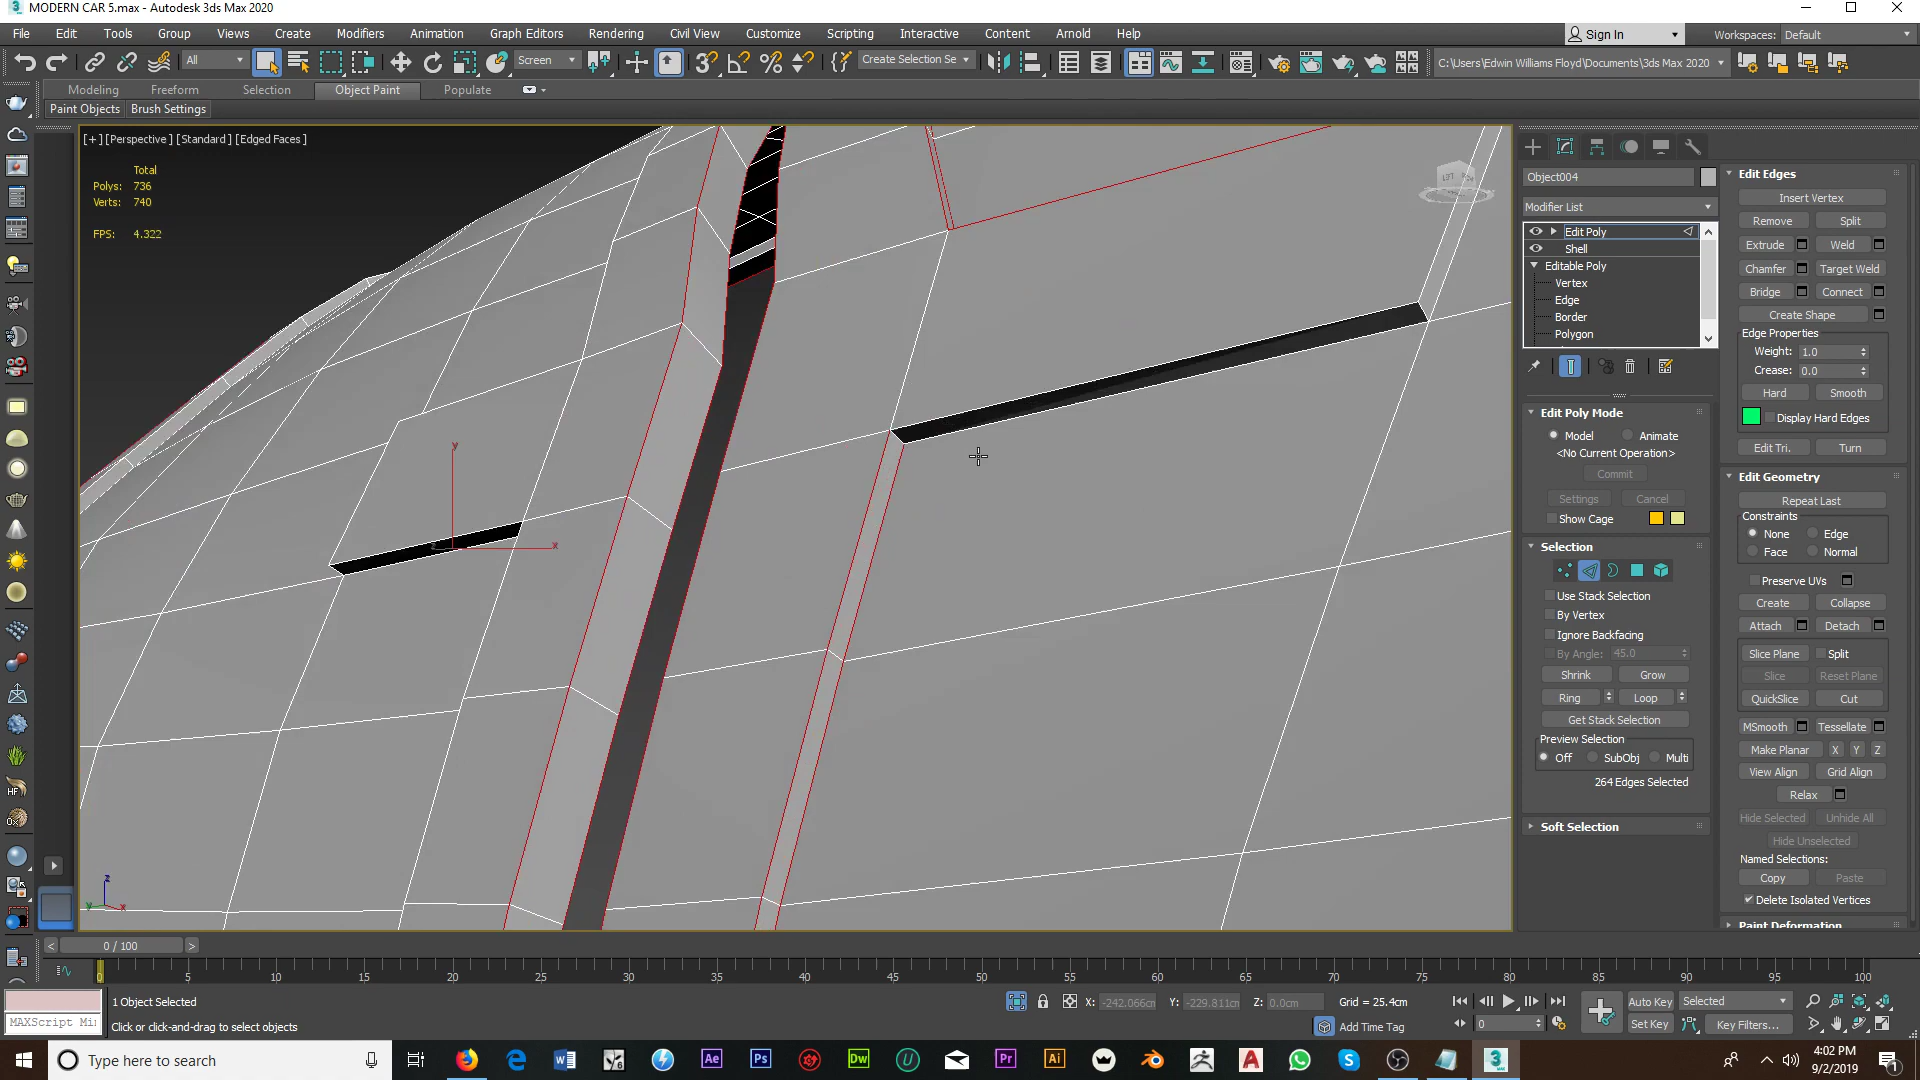 MODERN CAR 5.max - Autodesk 3ds Max 2020
File Edit Tools Group Views Create Modifiers Animation Graph Editors Rendering Civil View Customize Scripting Interactive Content Arnold Help
Sign In
Workspaces: Default
All
Screen
Create Selection Se
C:\Users\Edwin Williams Floyd\Documents\3ds Max 2020
Modeling Freeform Selection Object Paint Populate
Paint Objects Brush Settings
[+] [Perspective ] [Standard ] [Edged Faces ]
Total
Polys: 736
Verts: 740
FPS: 4.322
y
x
z
y
x
Object004
Modifier List
Edit Poly
Shell
Editable Poly
Vertex
Edge
Border
Polygon
Edit Poly Mode
Model Animate
<No Current Operation>
Commit
Settings Cancel
Show Cage
Selection
Use Stack Selection
By Vertex
Ignore Backfacing
By Angle: 45.0
Shrink Grow
Ring Loop
Get Stack Selection
Preview Selection
Off SubObj Multi
264 Edges Selected
Soft Selection
Edit Edges
Insert Vertex
Remove Split
Extrude Weld
Chamfer Target Weld
Bridge Connect
Create Shape
Edge Properties
Weight: 1.0
Crease: 0.0
Hard Smooth
Display Hard Edges
Edit Tri. Turn
Edit Geometry
Repeat Last
Constraints
None Edge
Face Normal
Preserve UVs
Create Collapse
Attach Detach
Slice Plane Split
Slice Reset Plane
QuickSlice Cut
MSmooth Tessellate
Make Planar X Y Z
View Align Grid Align
Relax
Hide Selected Unhide All
Hide Unselected
Named Selections:
Copy Paste
Delete Isolated Vertices
Paint Deformation
0 / 100
0 5 10 15 20 25 30 35 40 45 50 55 60 65 70 75 80 85 90 95 100
1 Object Selected
X: -242.066cm Y: -229.811cm Z: 0.0cm Grid = 25.4cm
Auto Key Selected
MAXScript Mi
Click or click-and-drag to select objects
Add Time Tag
0
Set Key Key Filters...
Type here to search
4:02 PM
9/2/2019